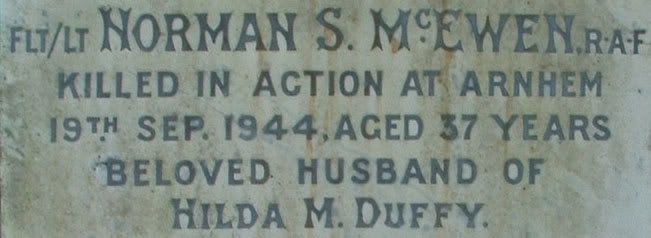 FLT/LT NORMAN S. McEWEN. R.A.F
KILLED IN ACTION AT ARNHEM
19TH. SEP. 1944, AGED 37 YEARS
BELOVED HUSBAND OF
HILDA M. DUFFY.